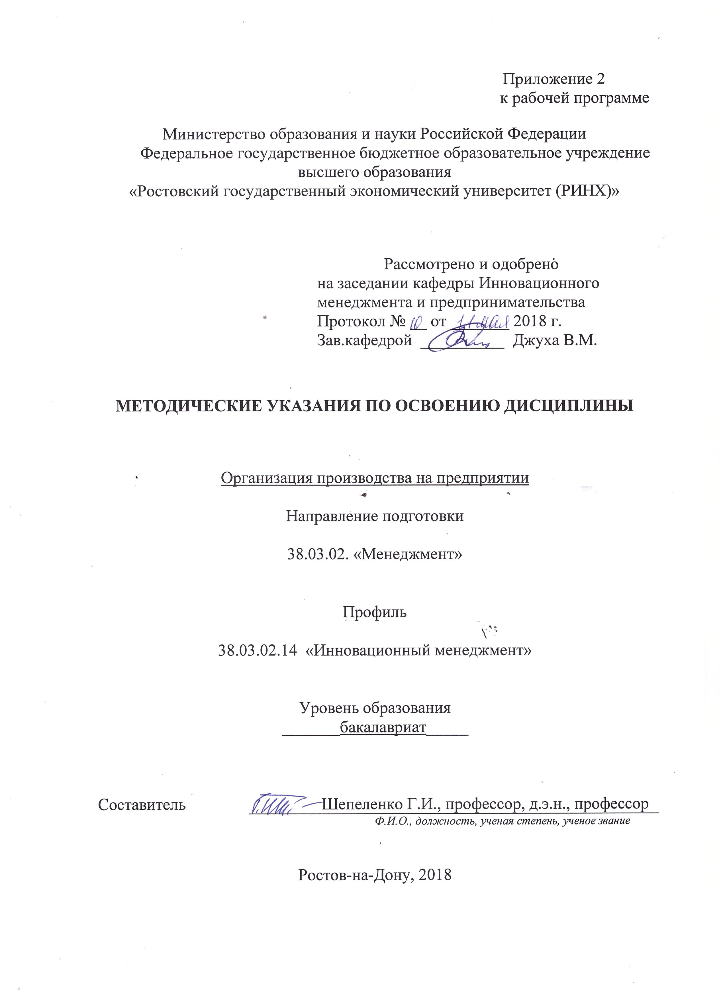 Приложение 2
к рабочей программе
Министерство образования и науки Российской Федерации
Федеральное государственное бюджетное образовательное учреждение
высшего образования
«Ростовский государственный экономический университет (РИНХ)»
Рассмотрено и одобрено
на заседании кафедры Инновационного
менеджмента и предпринимательства
Протокол № 10 от 11 мая 2018 г.
Зав.кафедрой Джуха В.М.
МЕТОДИЧЕСКИЕ УКАЗАНИЯ ПО ОСВОЕНИЮ ДИСЦИПЛИНЫ
Организация производства на предприятии
Направление подготовки
38.03.02. «Менеджмент»
Профиль
38.03.02.14 «Инновационный менеджмент»
Уровень образования
бакалавриат
Составитель Шепеленко Г.И., профессор, д.э.н., профессор
Ф.И.О., должность, ученая степень, ученое звание
Ростов-на-Дону, 2018